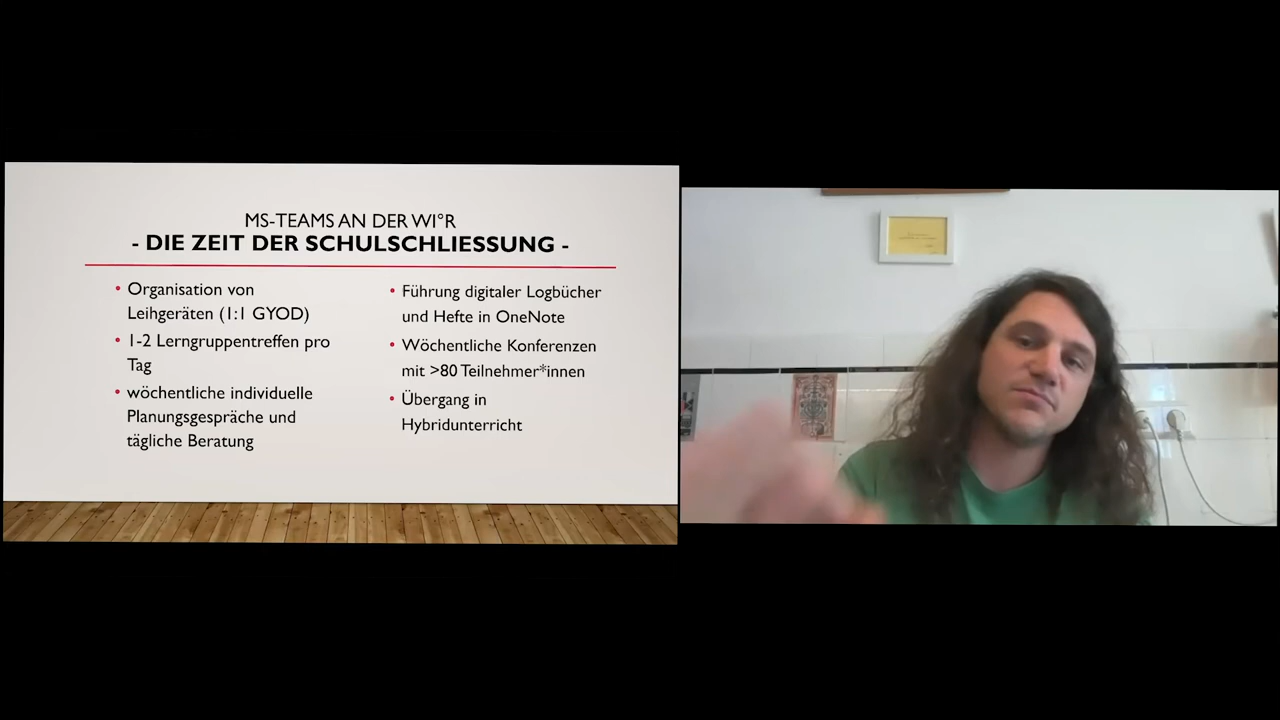 MS-TEAMS AN DER WI°R
- DIE ZEIT DER SCHULSCHLIESSUNG -
• Organisation von
Leihgeräten (1:1 GYOD)
• 1-2 Lerngruppentreffen pro
Tag
• wöchentliche individuelle
Planungsgespräche und
tägliche Beratung
• Führung digitaler Logbücher
und Hefte in OneNote
• Wöchentliche Konferenzen
mit >80 Teilnehmer*innen
• Übergang in
Hybridunterricht